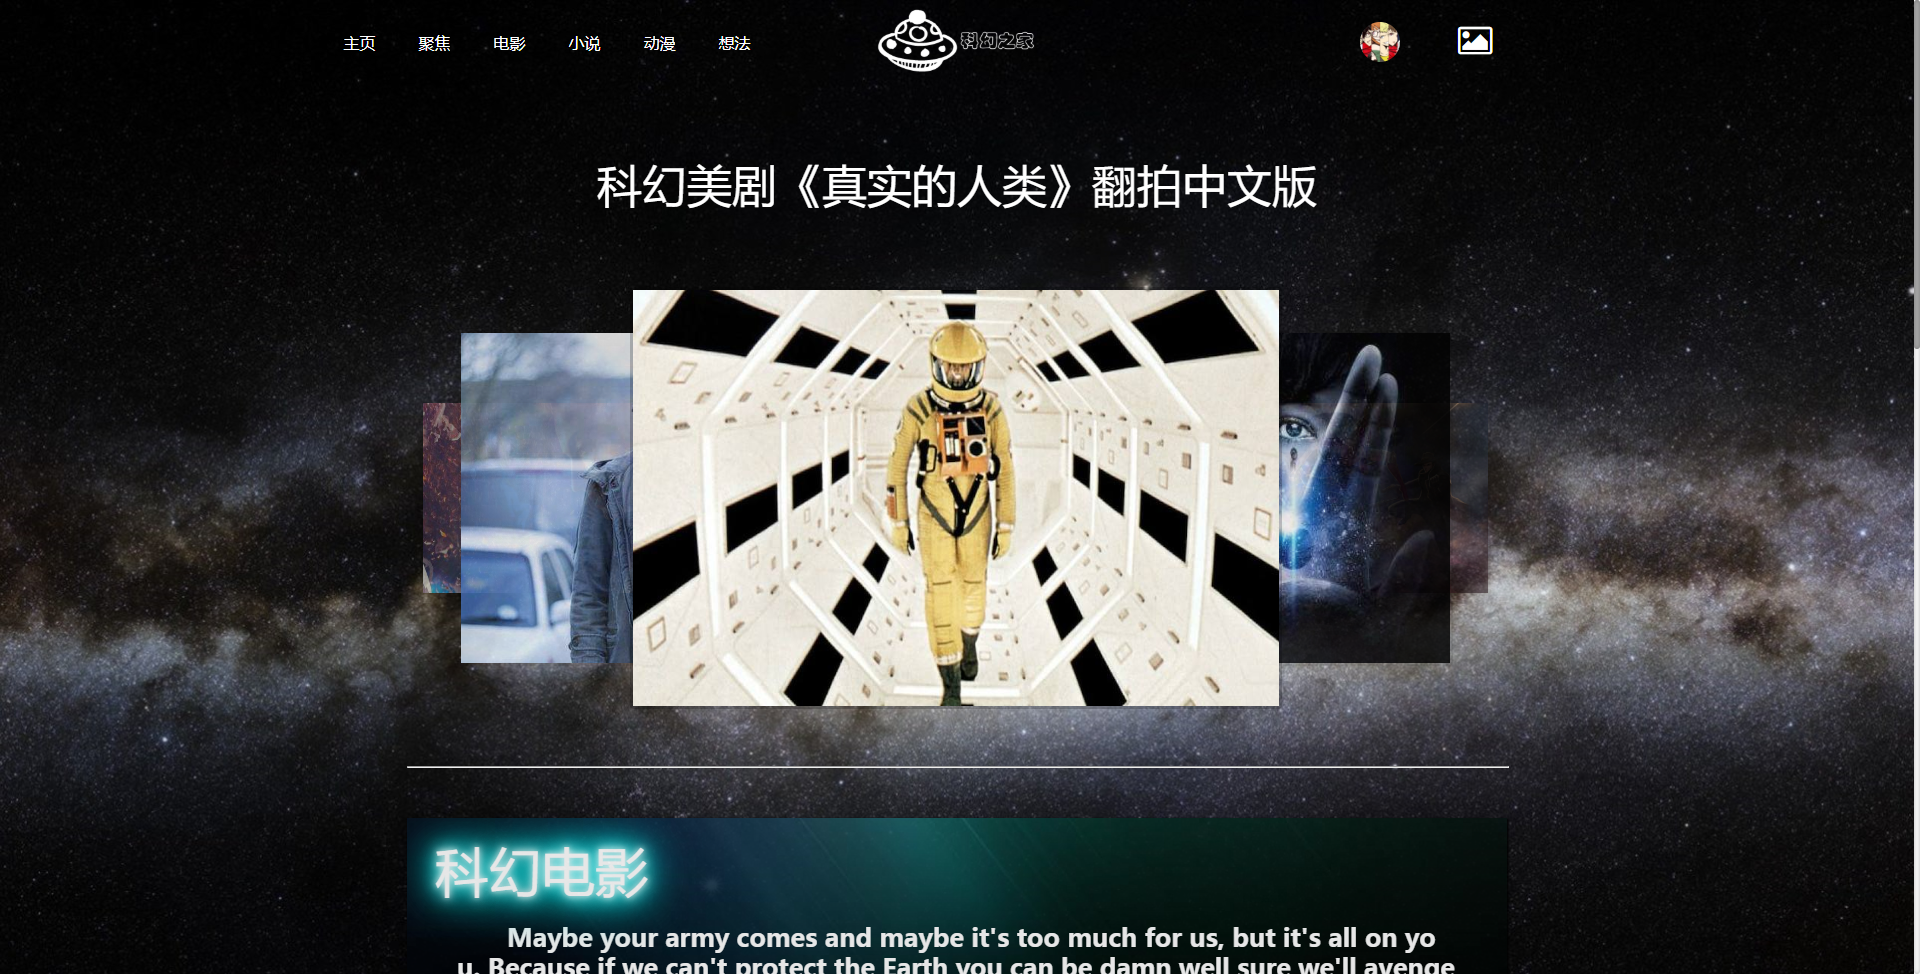 主页 聚焦 电影 小说 动漫 想法
科幻之家
科幻美剧《真实的人类》翻拍中文版
科幻电影
Maybe your army comes and maybe it's too much for us, but it's all on yo
u. Because if we can't protect the Earth you can be damn well sure we'll avenge